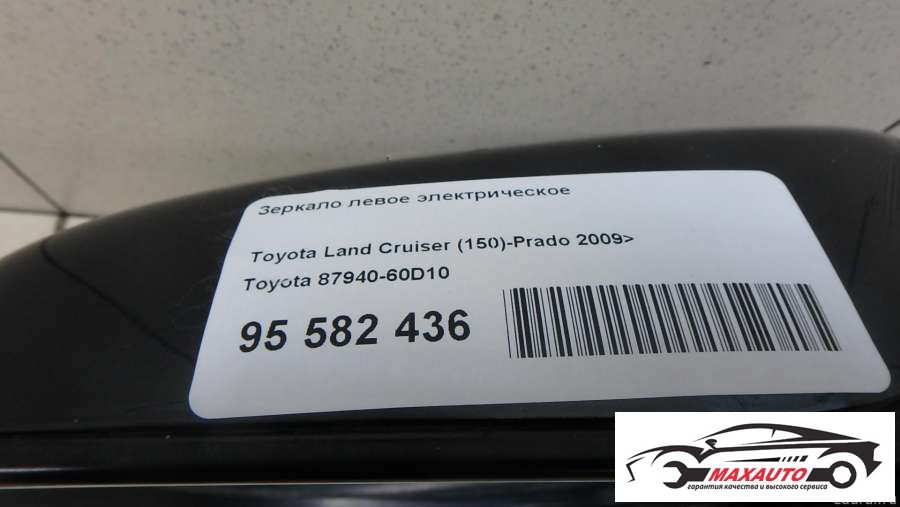 Зеркало левое электрическое
Toyota Land Cruiser (150)-Prado 2009>
Toyota 87940-60D10
95 582 436
MAXAUTO
гарантия качества и высокого сервиса